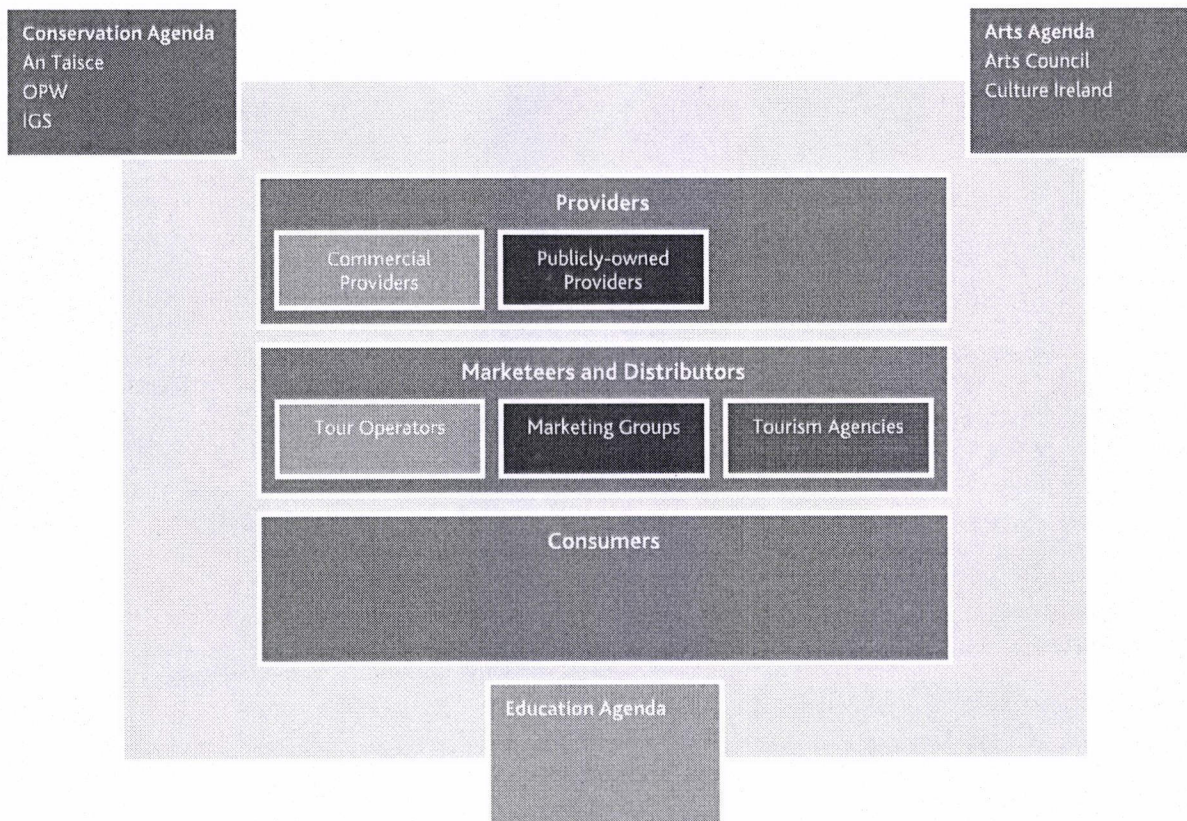 Conservation Agenda
An Taisce
OPW
IGS
Arts Agenda
Arts Council
Culture Ireland
Providers
Commercial
Providers
Publicly-owned
Providers
Marketeers and Distributors
Tour Operators
Marketing Groups
Tourism Agencies
Consumers
Education Agenda